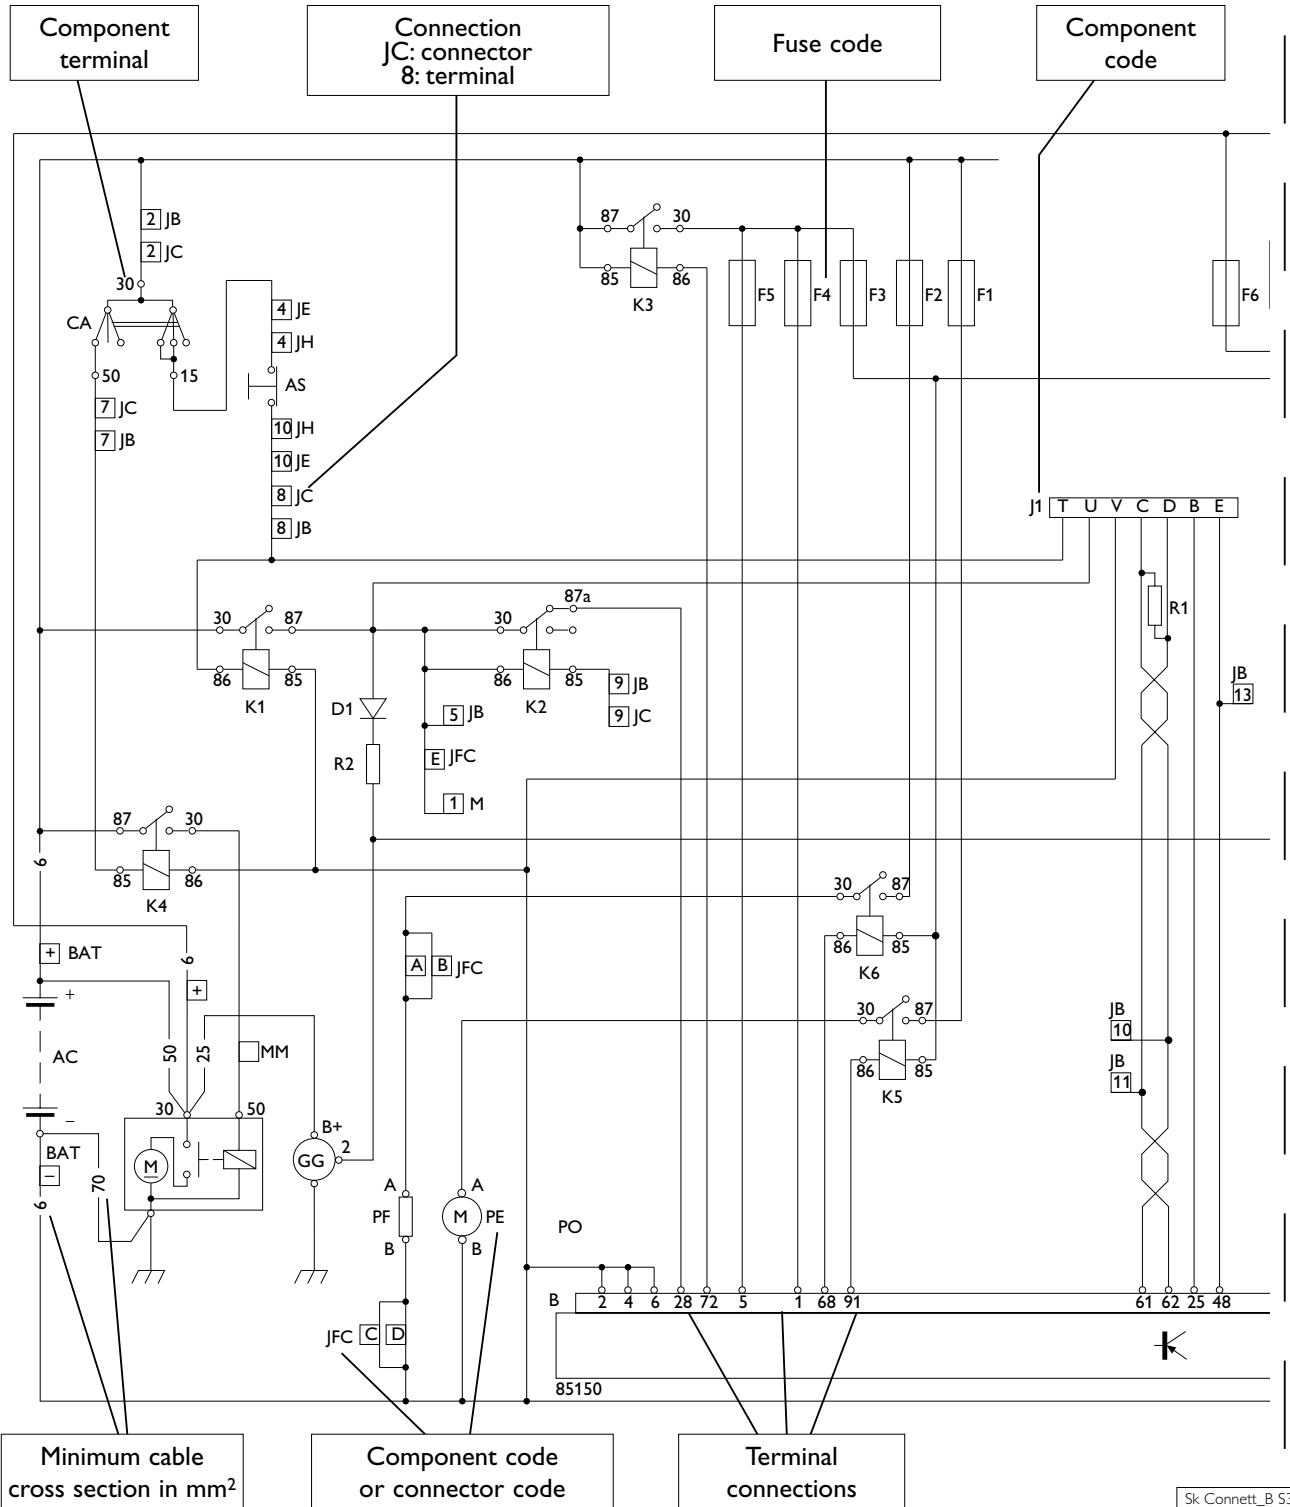 Component
terminal
Connection
JC: connector
8: terminal
Fuse code
Component
code
2 JB
2 JC
30
CA
50
15
7 JC
7 JB
4 JE
4 JH
AS
10 JH
10 JE
8 JC
8 JB
87 30
85 86
K3
F5
F4
F3
F2
F1
F6
J1 T U V C D B E
R1
JB
13
30 87
86 85
K1
30 87a
86 85
K2
9 JB
9 JC
D1
R2
5 JB
E JFC
1 M
87 30
85 86
K4
6
+ BAT
+
AC
−
BAT
−
6
70
50
25
6
+
MM
30 50
M
B+
GG 2
30 87
86 85
K6
A B JFC
30 87
86 85
K5
JB
10
JB
11
A
PF
B
A
M PE
B
JFC C D
PO
B 2 4 6 28 72 5 1 68 91 61 62 25 48
85150
Minimum cable
cross section in mm²
Component code
or connector code
Terminal
connections